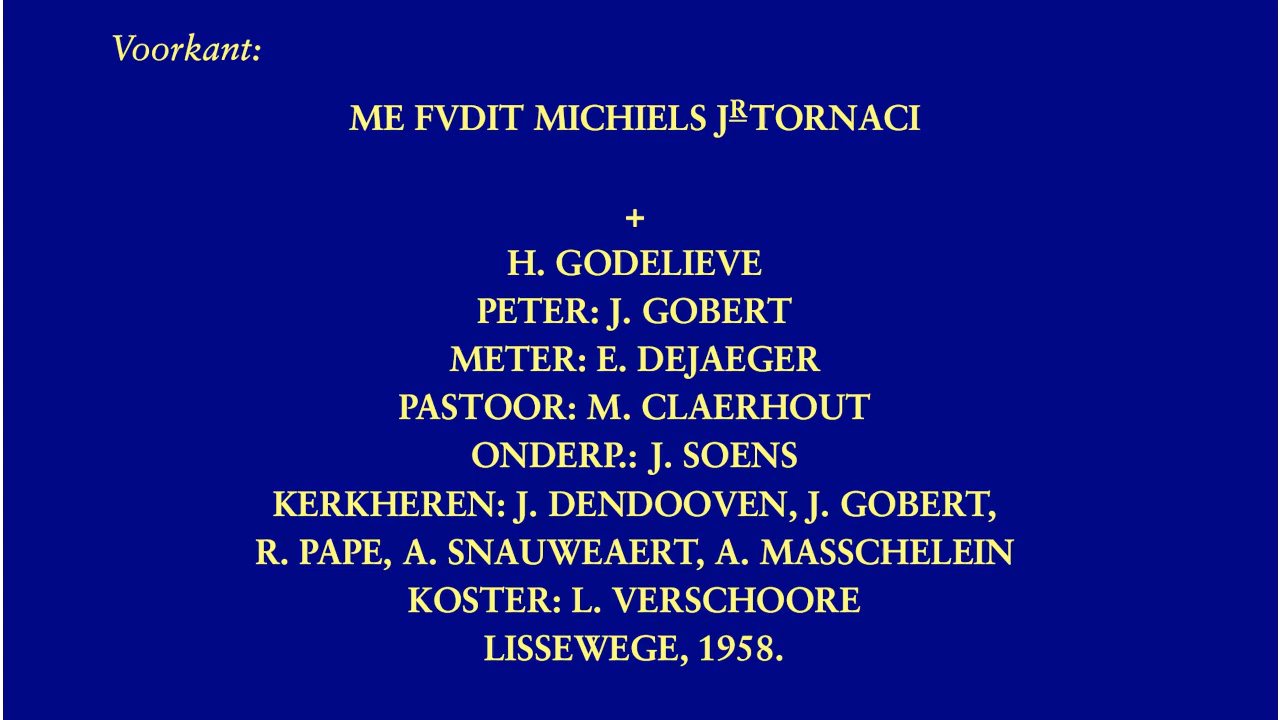 Voorkant:
ME FVDIT MICHIELS JR TORNACI
+
H. GODELIEVE
PETER: J. GOBERT
METER: E. DEJAEGER
PASTOOR: M. CLAERHOUT
ONDERP.: J. SOENS
KERKHEREN: J. DENDOOVEN, J. GOBERT,
R. PAPE, A. SNAUWEAERT, A. MASSCHELEIN
KOSTER: L. VERSCHOORE
LISSEWEGE, 1958.